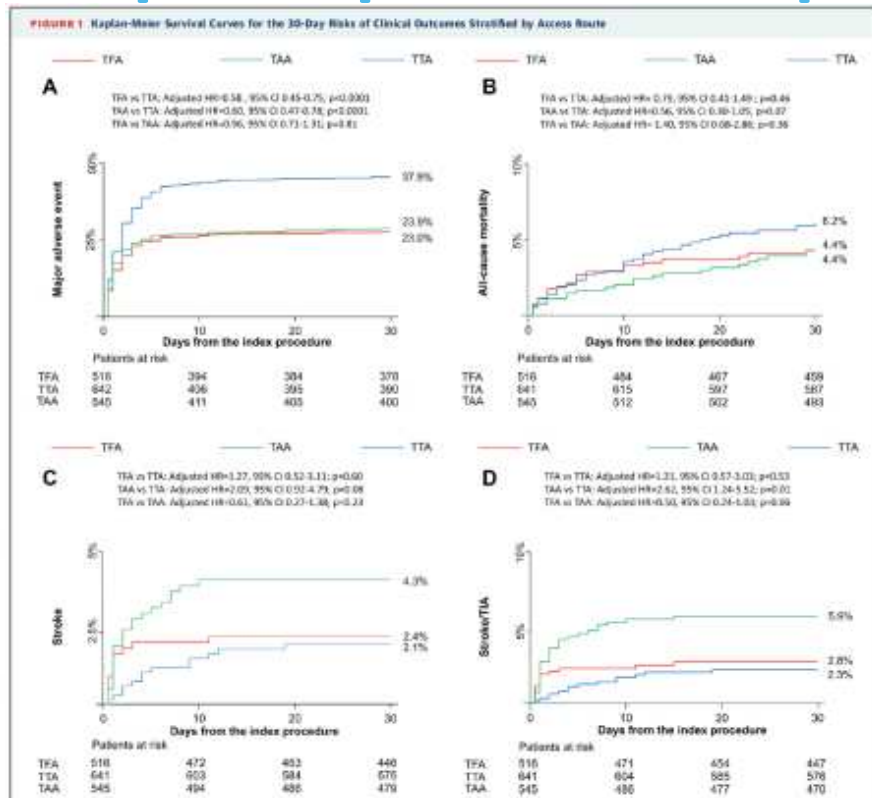 FIGURE 1 Kaplan-Meier Survival Curves for the 30-Day Risks of Clinical Outcomes Stratified by Access Route
TFA TAA TTA
TFA TAA TTA
A
TFA vs TTA: Adjusted HR=0.58, 95% CI 0.45-0.75, p<0.0001
TAA vs TTA: Adjusted HR=0.60, 95% CI 0.47-0.78, p<0.0001
TFA vs TAA: Adjusted HR=0.96, 95% CI 0.71-1.31; p=0.81
50%
25%
0
Major adverse event
37.9%
23.9%
23.0%
0 10 20 30
Days from the index procedure
Patients at risk
TFA 516 394 384 378
TTA 642 406 395 390
TAA 545 411 405 400
B
TFA vs TTA: Adjusted HR= 0.79, 95% CI 0.41-1.49; p=0.46
TAA vs TTA: Adjusted HR=0.56, 95% CI 0.30-1.05, p=0.07
TFA vs TAA: Adjusted HR= 1.40, 95% CI 0.68-2.88; p=0.36
10%
5%
All-cause mortality
6.2%
4.4%
4.4%
0 10 20 30
Days from the index procedure
Patients at risk
TFA 516 484 467 459
TTA 641 615 597 587
TAA 545 512 502 493
TFA TAA TTA
TFA TAA TTA
C
TFA vs TTA: Adjusted HR=1.27, 95% CI 0.52-3.11; p=0.60
TAA vs TTA: Adjusted HR=2.09, 95% CI 0.92-4.79; p=0.08
TFA vs TAA: Adjusted HR=0.61, 95% CI 0.27-1.38; p=0.23
5%
2.5%
Stroke
4.3%
2.4%
2.1%
0 10 20 30
Days from the index procedure
Patients at risk
TFA 516 472 463 446
TTA 641 603 584 575
TAA 545 494 486 479
D
TFA vs TTA: Adjusted HR=1.31, 95% CI 0.57-3.03; p=0.53
TAA vs TTA: Adjusted HR=2.62, 95% CI 1.24-5.52; p=0.01
TFA vs TAA: Adjusted HR=0.50, 95% CI 0.24-1.03; p=0.06
10%
5%
Stroke/TIA
5.9%
2.8%
2.3%
0 10 20 30
Days from the index procedure
Patients at risk
TFA 516 471 454 447
TTA 641 604 585 576
TAA 545 486 477 470